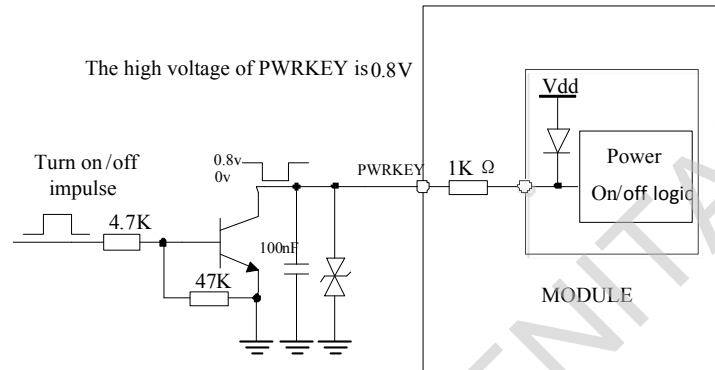 The high voltage of PWRKEY is 0.8V
Vdd
Power
On/off logic
0.8v
0v
Turn on/off
impulse
PWRKEY
1K Ω
4.7K
100nF
47K
MODULE